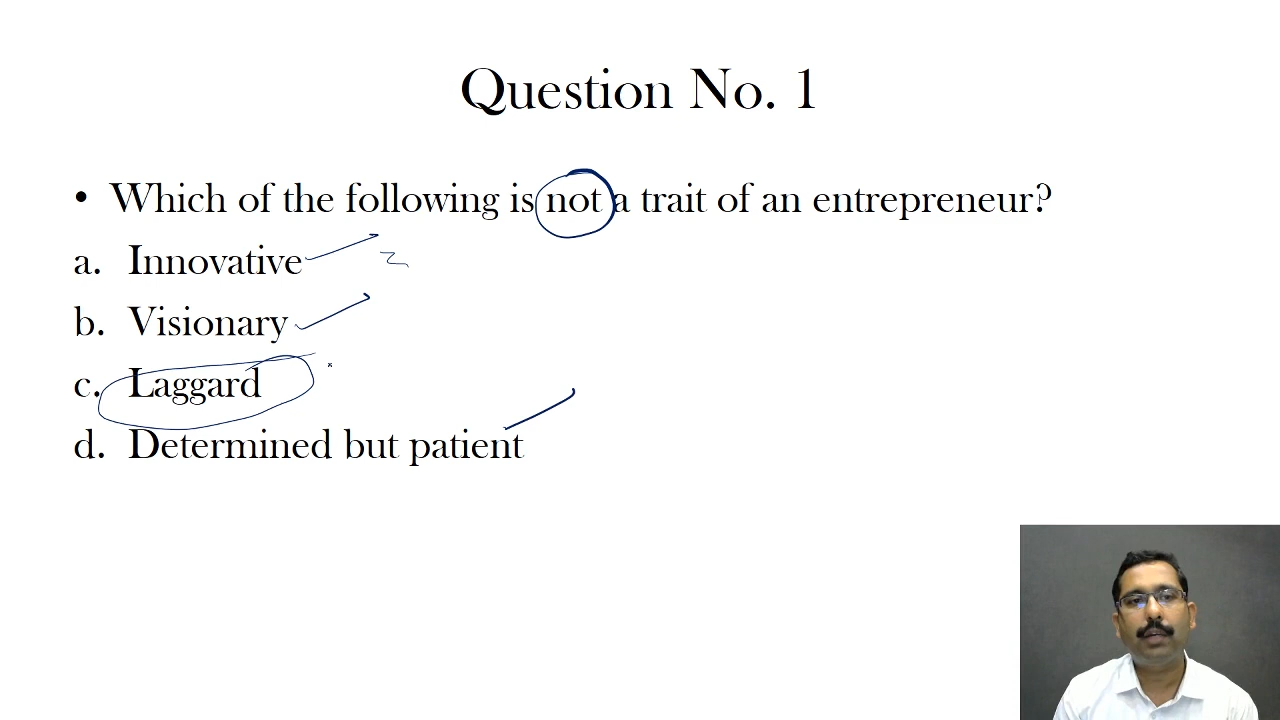 Question No. 1
• Which of the following is not a trait of an entrepreneur?
a. Innovative
b. Visionary
c. Laggard
d. Determined but patient